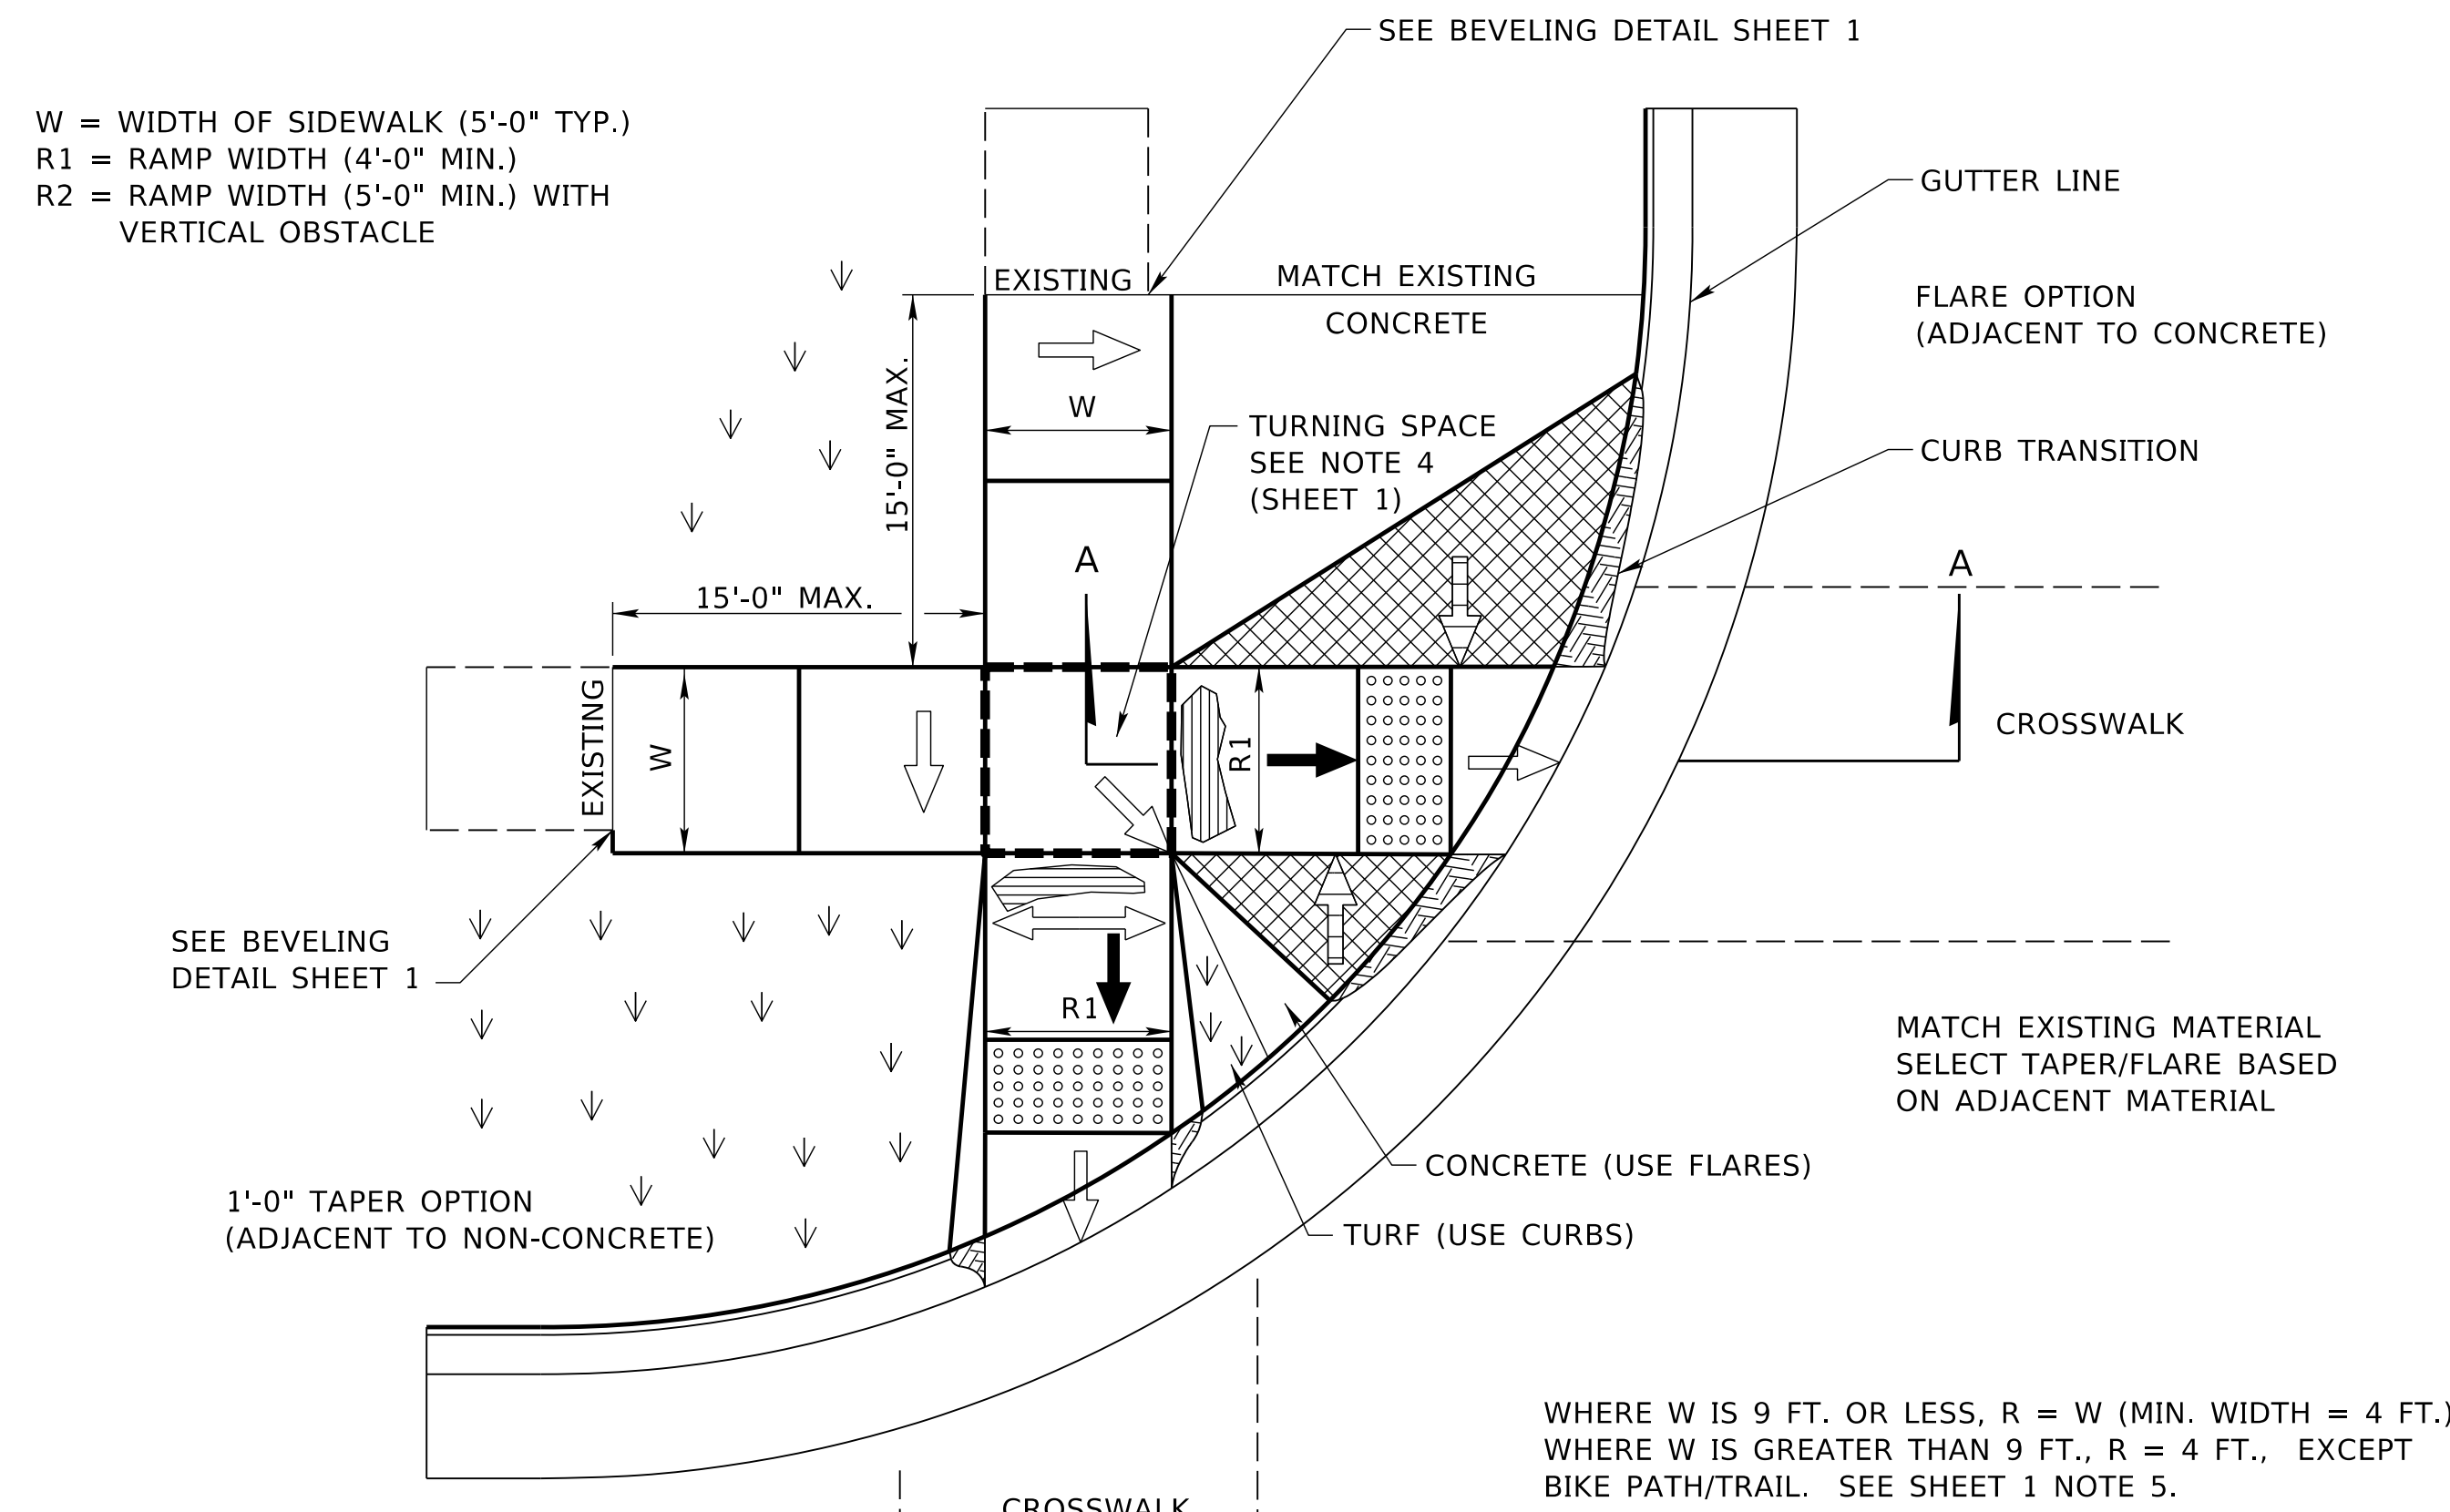 SEE BEVELING DETAIL SHEET 1
W = WIDTH OF SIDEWALK (5'-0" TYP.)
R1 = RAMP WIDTH (4'-0" MIN.)
R2 = RAMP WIDTH (5'-0" MIN.) WITH
VERTICAL OBSTACLE
GUTTER LINE
EXISTING
MATCH EXISTING
CONCRETE
FLARE OPTION
(ADJACENT TO CONCRETE)
15'-0" MAX.
W
TURNING SPACE
SEE NOTE 4
(SHEET 1)
CURB TRANSITION
A
A
15'-0" MAX.
EXISTING
W
R1
CROSSWALK
SEE BEVELING
DETAIL SHEET 1
R1
MATCH EXISTING MATERIAL
SELECT TAPER/FLARE BASED
ON ADJACENT MATERIAL
CONCRETE (USE FLARES)
1'-0" TAPER OPTION
(ADJACENT TO NON-CONCRETE)
TURF (USE CURBS)
WHERE W IS 9 FT. OR LESS, R = W (MIN. WIDTH = 4 FT.)
WHERE W IS GREATER THAN 9 FT., R = 4 FT., EXCEPT
BIKE PATH/TRAIL. SEE SHEET 1 NOTE 5.
CROSSWALK